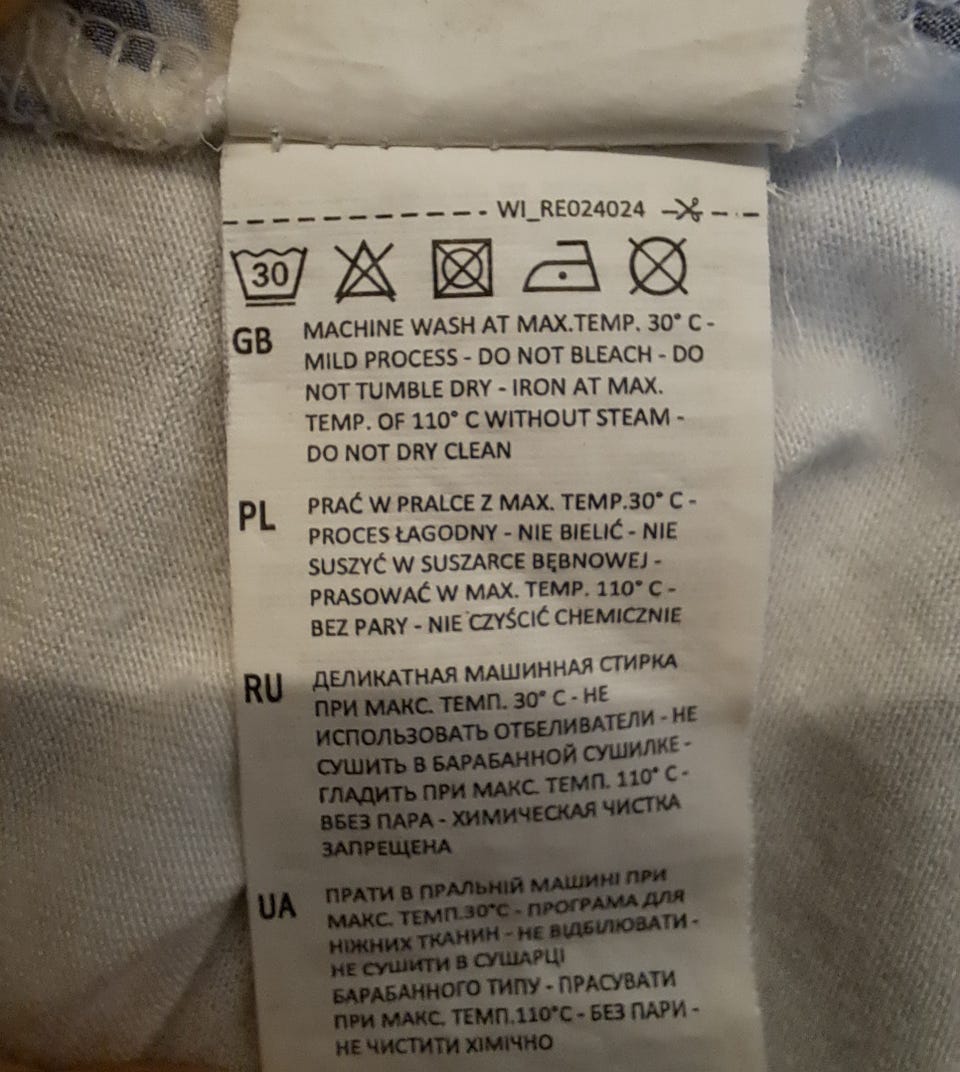 WI_RE024024
30
GB
MACHINE WASH AT MAX.TEMP. 30° C -
MILD PROCESS - DO NOT BLEACH - DO
NOT TUMBLE DRY - IRON AT MAX.
TEMP. OF 110° C WITHOUT STEAM -
DO NOT DRY CLEAN
PL
PRAĆ W PRALCE Z MAX. TEMP.30° C -
PROCES ŁAGODNY - NIE BIELIĆ - NIE
SUSZYĆ W SUSZARCE BĘBNOWEJ -
PRASOWAĆ W MAX. TEMP. 110° C -
BEZ PARY - NIE CZYŚCIĆ CHEMICZNIE
RU
ДЕЛИКАТНАЯ МАШИННАЯ СТИРКА
ПРИ МАКС. ТЕМП. 30° C - НЕ
ИСПОЛЬЗОВАТЬ ОТБЕЛИВАТЕЛИ - НЕ
СУШИТЬ В БАРАБАННОЙ СУШИЛКЕ -
ГЛАДИТЬ ПРИ МАКС. ТЕМП. 110° C -
ВБЕЗ ПАРА - ХИМИЧЕСКАЯ ЧИСТКА
ЗАПРЕЩЕНА
UA
ПРАТИ В ПРАЛЬНІЙ МАШИНІ ПРИ
МАКС. ТЕМП.30°C - ПРОГРАМА ДЛЯ
НІЖНИХ ТКАНИН - НЕ ВІДБІЛЮВАТИ -
НЕ СУШИТИ В СУШАРЦІ
БАРАБАННОГО ТИПУ - ПРАСУВАТИ
ПРИ МАКС. ТЕМП.110°C - БЕЗ ПАРИ -
НЕ ЧИСТИТИ ХІМІЧНО